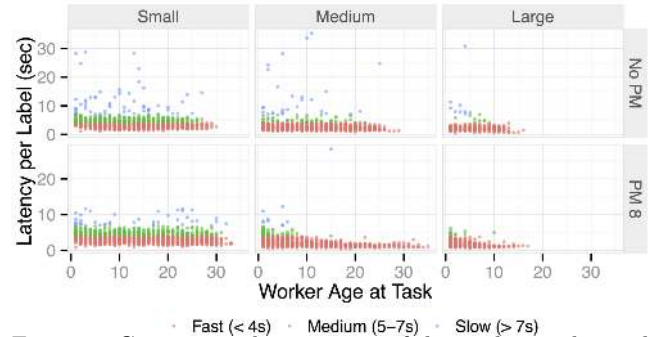 Small Medium Large
Latency per Label (sec)
30
20
10
0
No PM
20
10
0
PM 8
0 10 20 30 0 10 20 30 0 10 20 30
Worker Age at Task
Fast (< 4s) Medium (5–7s) Slow (> 7s)